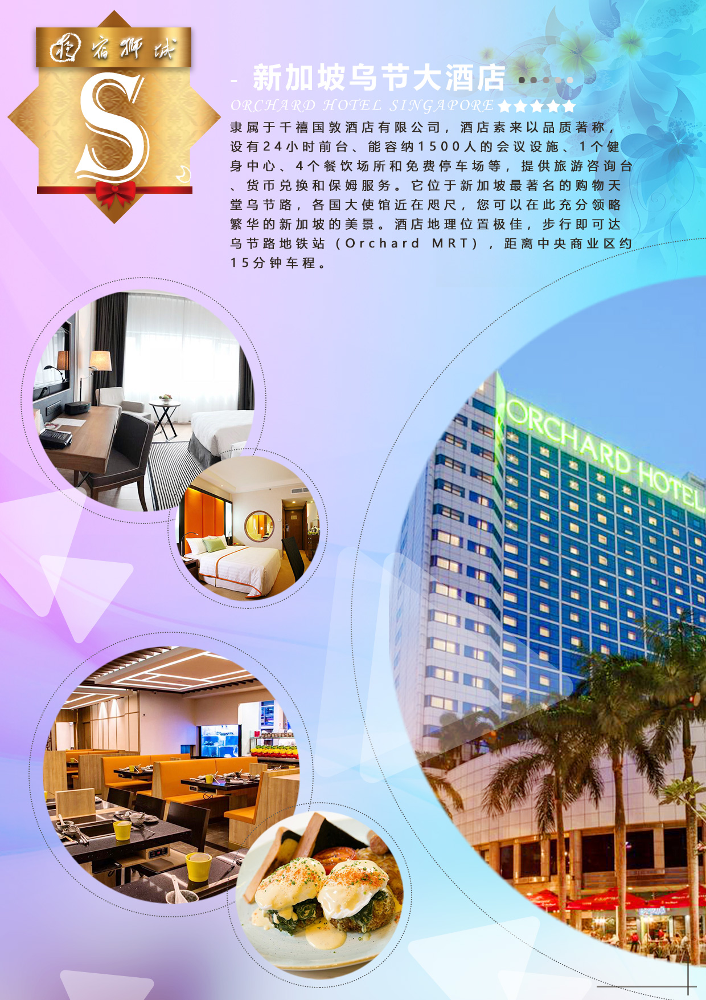 宿狮城
S
- 新加坡乌节大酒店
ORCHARD HOTEL SINGAPORE★★★★★
隶属于千禧国敦酒店有限公司，酒店素来以品质著称，
设有24小时前台、能容纳1500人的会议设施、1个健
身中心、4个餐饮场所和免费停车场等，提供旅游咨询台
、货币兑换和保姆服务。它位于新加坡最著名的购物天
堂乌节路，各国大使馆近在咫尺，您可以在此充分领略
繁华的新加坡的美景。酒店地理位置极佳，步行即可达
乌节路地铁站（Orchard MRT），距离中央商业区约
15分钟车程。
ORCHARD HOTEL